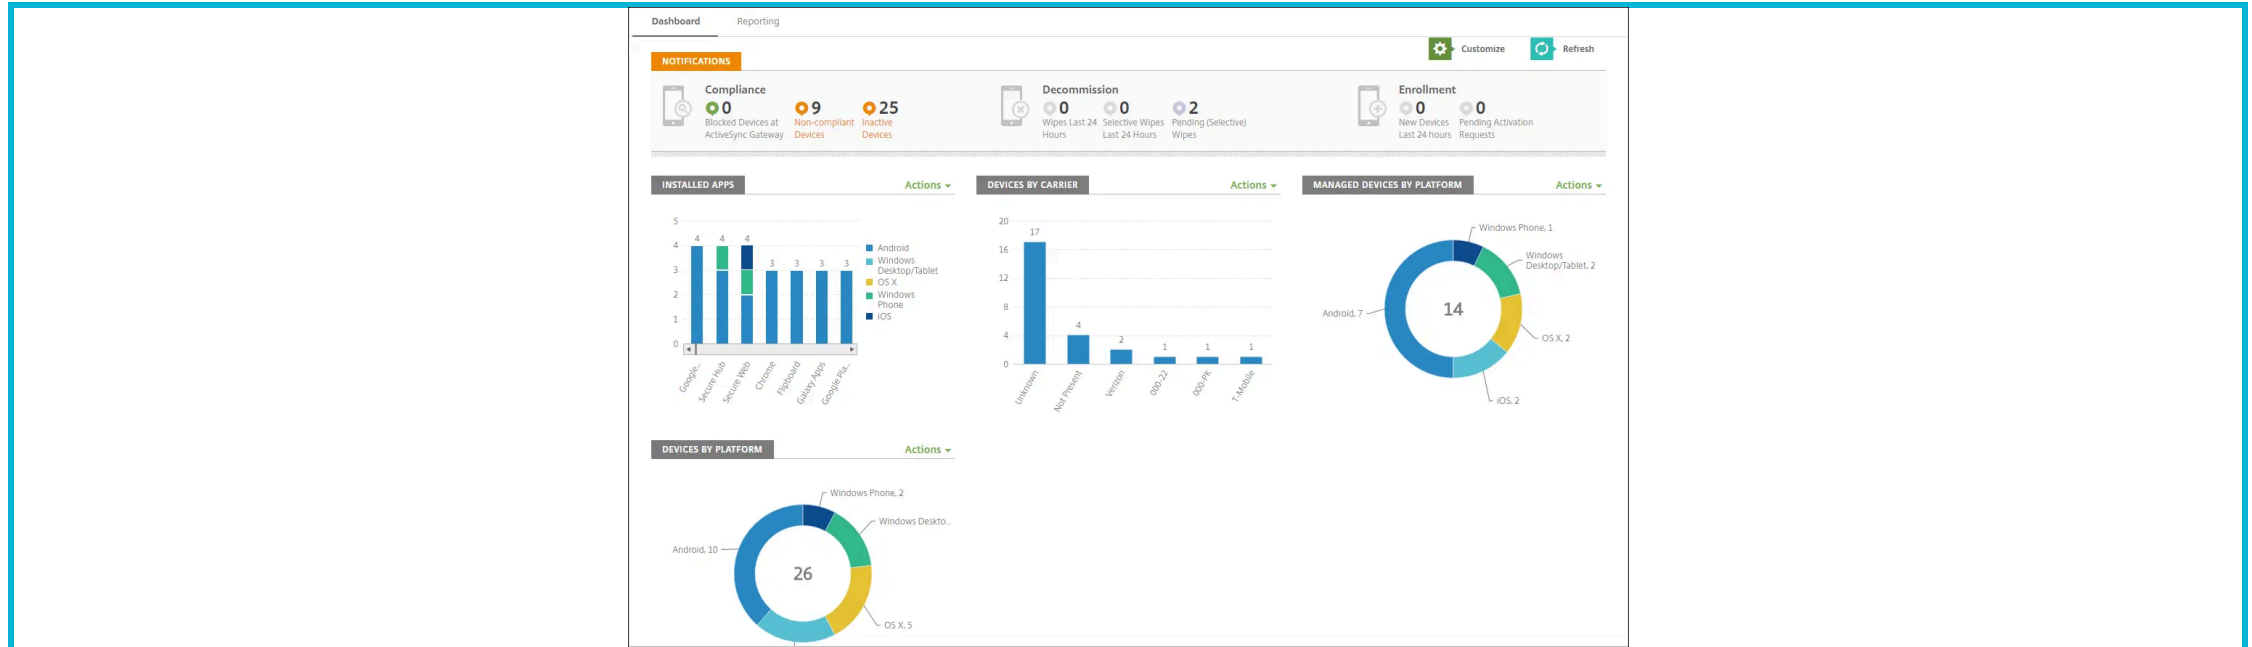 Dashboard Reporting
Customize Refresh
NOTIFICATIONS
Compliance
0 9 25
Blocked Devices at Non-compliant Inactive
ActiveSync Gateway Devices Devices
Decommission
0 0 2
Wipes Last 24 Selective Wipes Pending (Selective)
Hours Last 24 Hours Wipes
Enrollment
0 0
New Devices Pending Activation
Last 24 hours Requests
INSTALLED APPS Actions
5
4
3
2
1
0
4 4 4 3 3 3 3
Google...
Secure Hub
Secure Web
Chrome
Flipboard
Galaxy Apps
Google Pla...
Android
Windows
Desktop/Tablet
OS X
Windows
Phone
iOS
DEVICES BY CARRIER Actions
20
16
12
8
4
0
17 4 2 1 1 1
Unknown
Not Present
Verizon
000-22
000-PK
T-Mobile
MANAGED DEVICES BY PLATFORM Actions
Windows Phone, 1
Windows
Desktop/Tablet, 2
Android, 7
14
OS X, 2
iOS, 2
DEVICES BY PLATFORM Actions
Windows Phone, 2
Windows Deskto...
Android, 10
26
OS X, 5